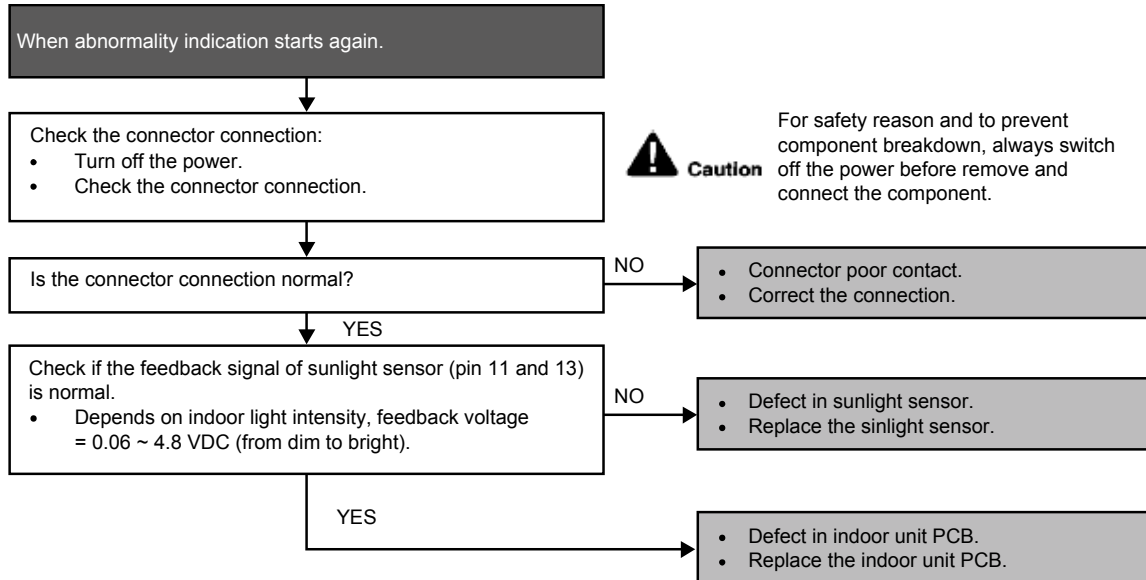 When abnormality indication starts again.
Check the connector connection:
• Turn off the power.
• Check the connector connection.
Caution
For safety reason and to prevent
component breakdown, always switch
off the power before remove and
connect the component.
Is the connector connection normal?
NO
• Connector poor contact.
• Correct the connection.
YES
Check if the feedback signal of sunlight sensor (pin 11 and 13)
is normal.
• Depends on indoor light intensity, feedback voltage
= 0.06 ~ 4.8 VDC (from dim to bright).
NO
• Defect in sunlight sensor.
• Replace the sinlight sensor.
YES
• Defect in indoor unit PCB.
• Replace the indoor unit PCB.